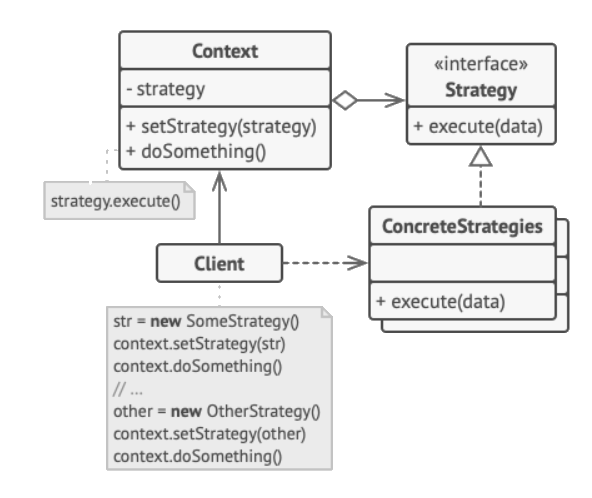 Context
- strategy
+ setStrategy(strategy)
+ doSomething()
«interface»
Strategy
+ execute(data)
strategy.execute()
ConcreteStrategies
+ execute(data)
Client
str = new SomeStrategy()
context.setStrategy(str)
context.doSomething()
// ...
other = new OtherStrategy()
context.setStrategy(other)
context.doSomething()